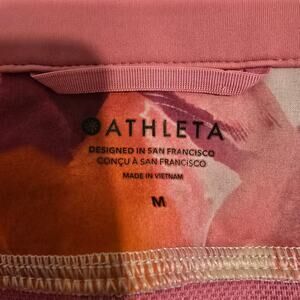 ATHLETA
DESIGNED IN SAN FRANCISCO
CONÇU À SAN FRANCISCO
MADE IN VIETNAM
M